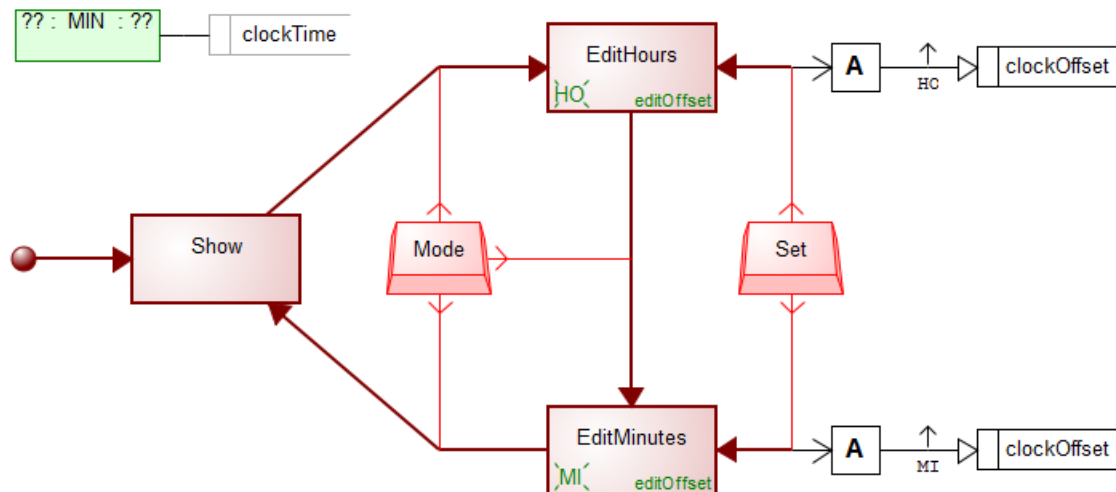 ?? : MIN : ??
clockTime
EditHours
HO
editOffset
A
HC
clockOffset
Show
Mode
Set
EditMinutes
MI
editOffset
A
MI
clockOffset